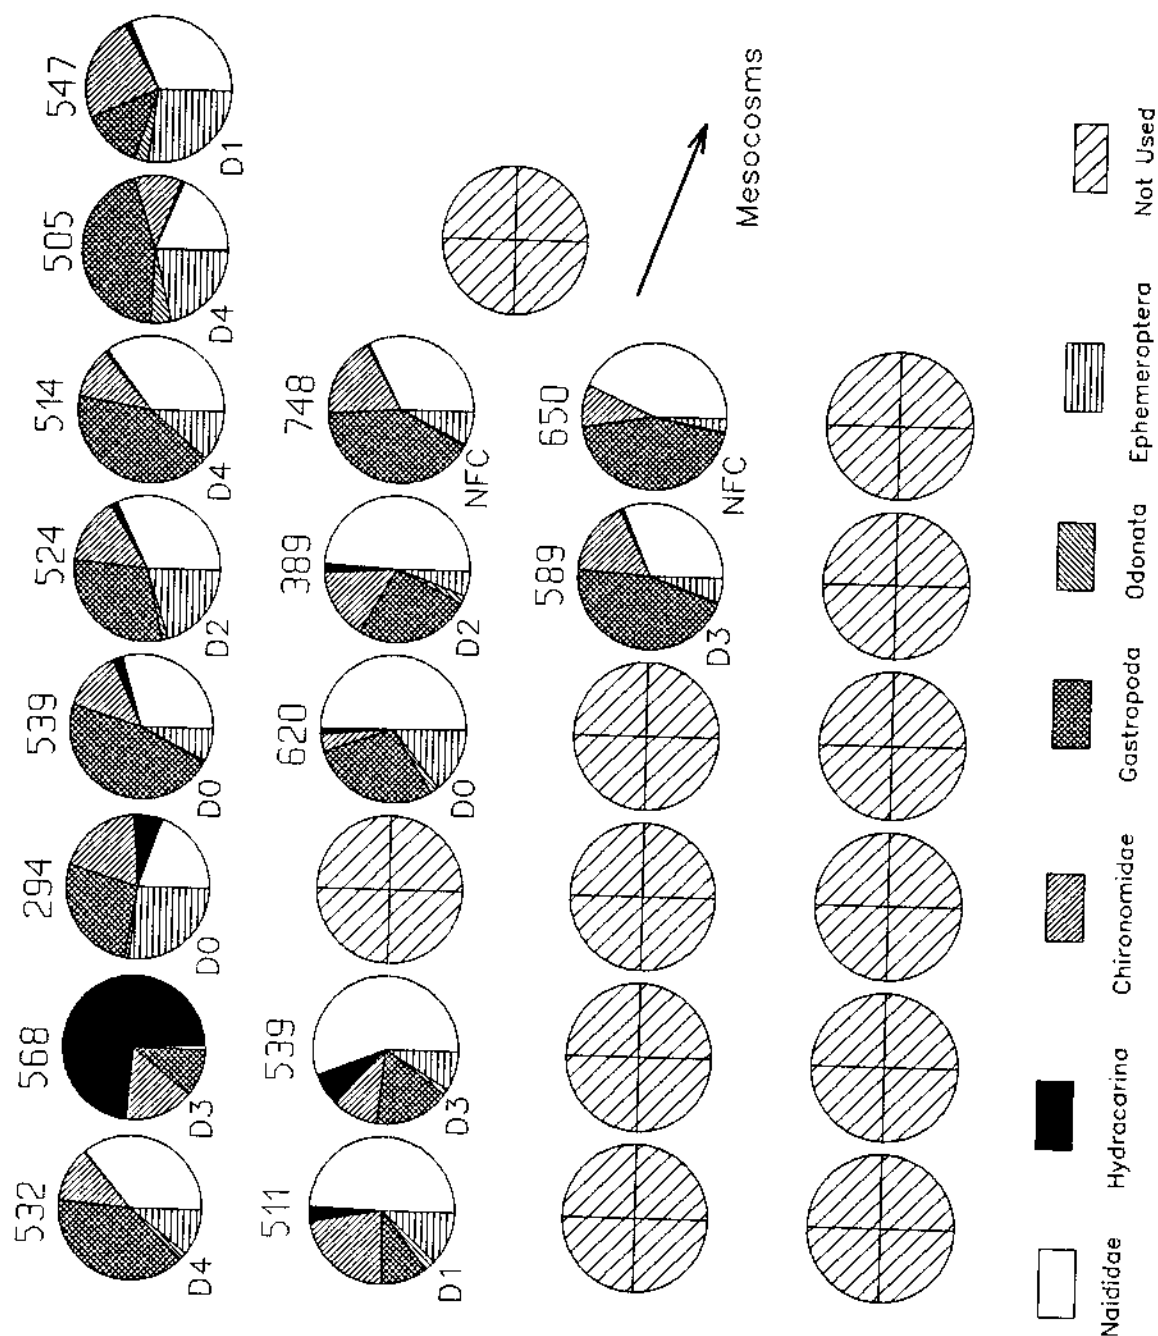 532 568 294 539 524 514 505 547
D4 D3 D0 D0 D2 D4 D4 D1
511 539 620 389 748
D1 D3 D0 D2 NFC
589 650
D3 NFC
Mesocosms
Naididae Hydracarina Chironomidae Gastropoda Odonata Ephemeroptera Not Used